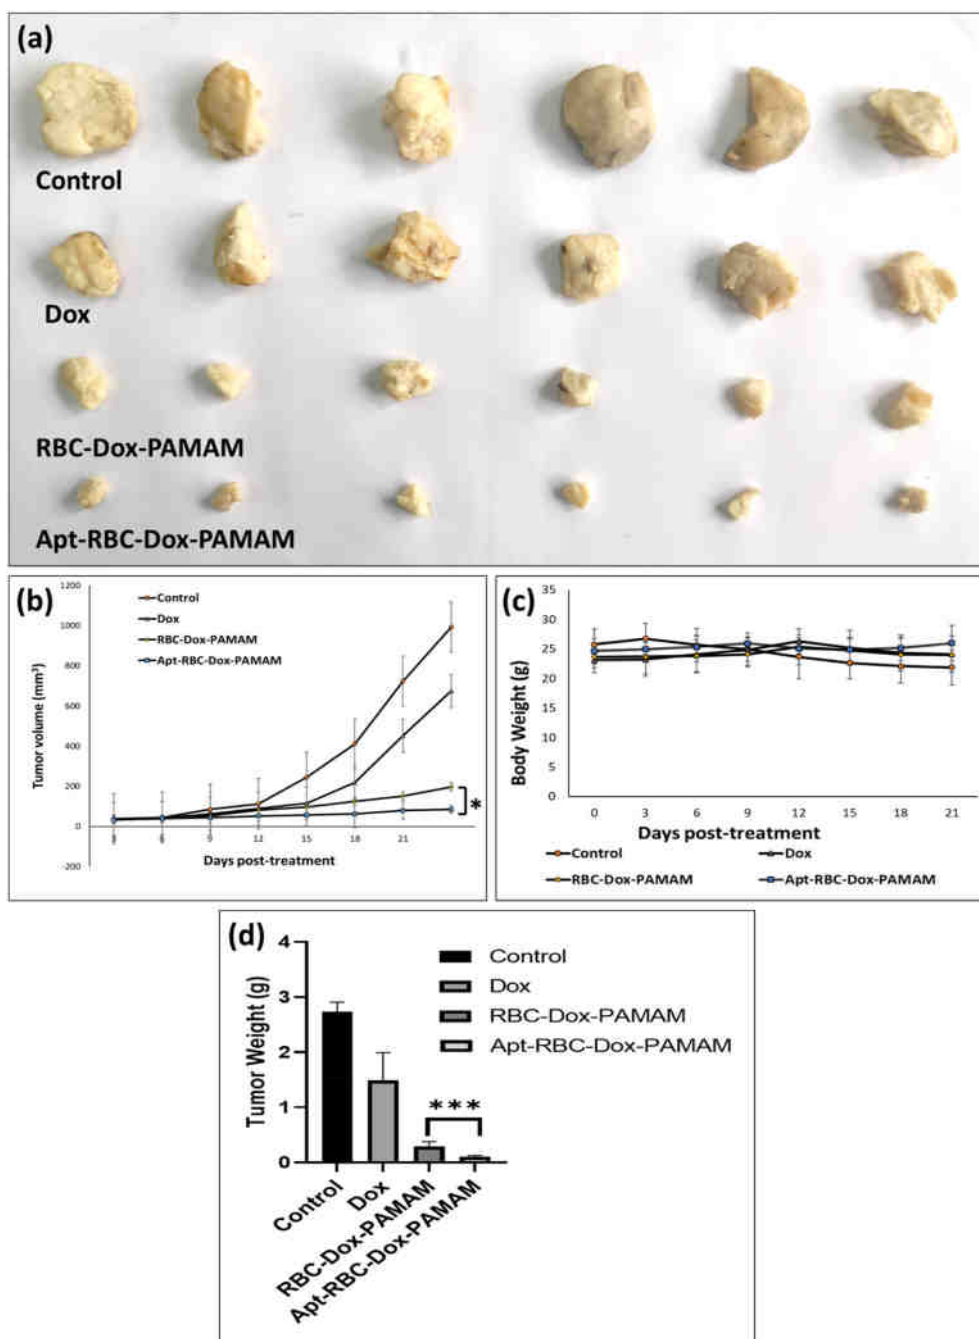 (a)
Control
Dox
RBC-Dox-PAMAM
Apt-RBC-Dox-PAMAM
(b)
1200
1000
800
600
400
200
0
-200
Tumor volume (mm³)
Control
Dox
RBC-Dox-PAMAM
Apt-RBC-Dox-PAMAM
*
3 6 9 12 15 18 21
Days post-treatment
(c)
35
30
25
20
15
10
5
0
Body Weight (g)
0 3 6 9 12 15 18 21
Days post-treatment
Control Dox
RBC-Dox-PAMAM Apt-RBC-Dox-PAMAM
(d)
4
3
2
1
0
Tumor Weight (g)
Control
Dox
RBC-Dox-PAMAM
Apt-RBC-Dox-PAMAM
***
Control
Dox
RBC-Dox-PAMAM
Apt-RBC-Dox-PAMAM